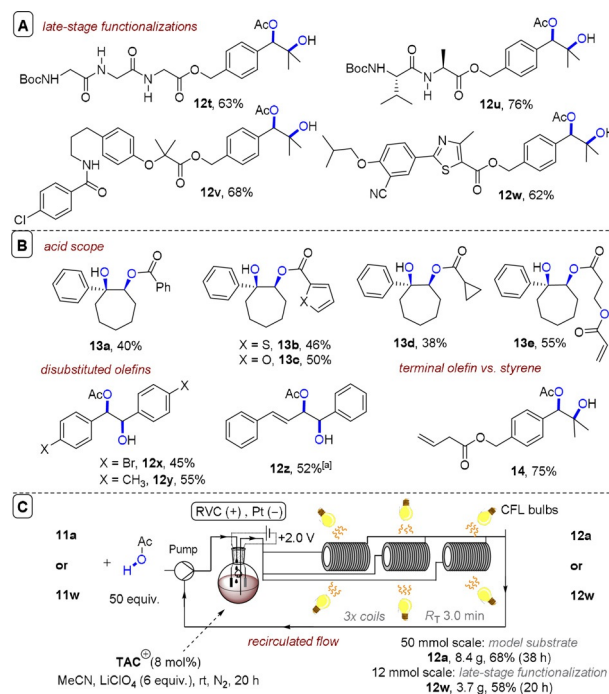 A
late-stage functionalizations
BocHN
O
H
N
O
N
H
O
O
AcO
OH
12t, 63%
BocHN
O
N
H
O
O
AcO
OH
12u, 76%
NH
O
Cl
O
O
O
AcO
OH
12v, 68%
O
CN
N
S
O
O
AcO
OH
12w, 62%
B
acid scope
HO
O
O
Ph
13a, 40%
HO
O
O
X
X = S, 13b, 46%
X = O, 13c, 50%
HO
O
O
13d, 38%
HO
O
O
O
O
13e, 55%
disubstituted olefins
terminal olefin vs. styrene
AcO
OH
X
X
X = Br, 12x, 45%
X = CH3, 12y, 55%
AcO
OH
12z, 52%[a]
O
O
AcO
OH
14, 75%
C
RVC (+) , Pt (–)
CFL bulbs
+2.0 V
11a
or
11w
+
Ac
H O
50 equiv.
Pump
12a
or
12w
3x coils
RT 3.0 min
recirculated flow
TAC⊕ (8 mol%)
MeCN, LiClO4 (6 equiv.), rt, N2, 20 h
50 mmol scale: model substrate
12a, 8.4 g, 68% (38 h)
12 mmol scale: late-stage functionalization
12w, 3.7 g, 58% (20 h)